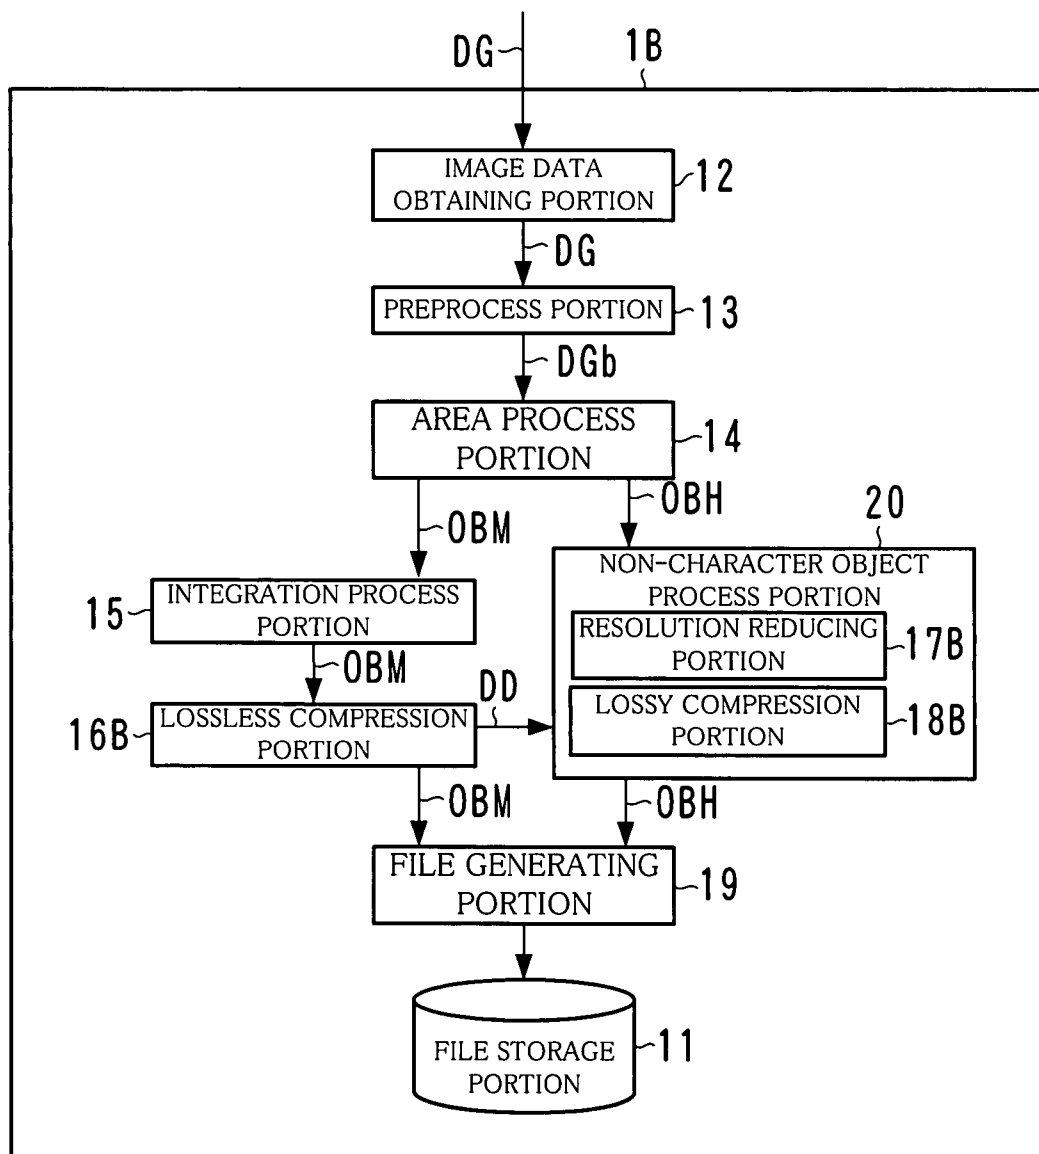 DG
1B
IMAGE DATA
OBTAINING PORTION
12
DG
PREPROCESS PORTION
13
DGb
AREA PROCESS
PORTION
14
OBM
OBH
20
NON-CHARACTER OBJECT
PROCESS PORTION
15
INTEGRATION PROCESS
PORTION
RESOLUTION REDUCING
PORTION
17B
OBM
DD
16B
LOSSLESS COMPRESSION
PORTION
LOSSY COMPRESSION
PORTION
18B
OBM
OBH
FILE GENERATING
PORTION
19
FILE STORAGE
PORTION
11